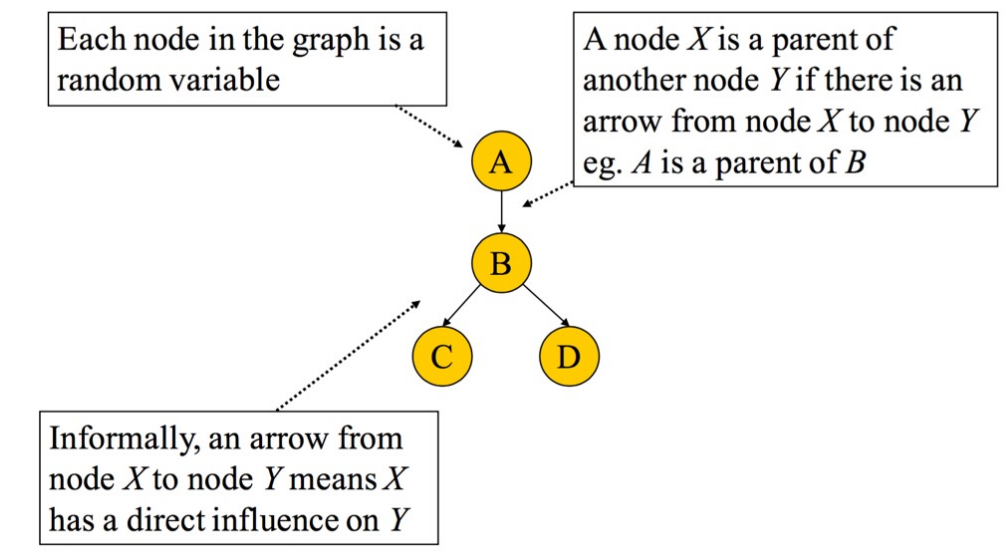 Each node in the graph is a
random variable
A node X is a parent of
another node Y if there is an
arrow from node X to node Y
eg. A is a parent of B
A
B
C
D
Informally, an arrow from
node X to node Y means X
has a direct influence on Y